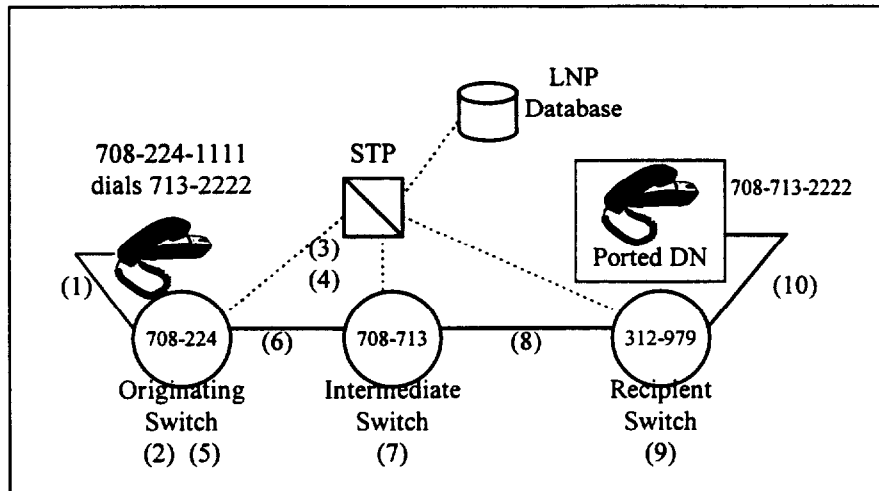 LNP
Database
708-224-1111
dials 713-2222
STP
708-713-2222
Ported DN
(3)
(4)
(1)
(10)
708-224
(6)
708-713
(8)
312-979
Originating
Switch
(2) (5)
Intermediate
Switch
(7)
Recipient
Switch
(9)